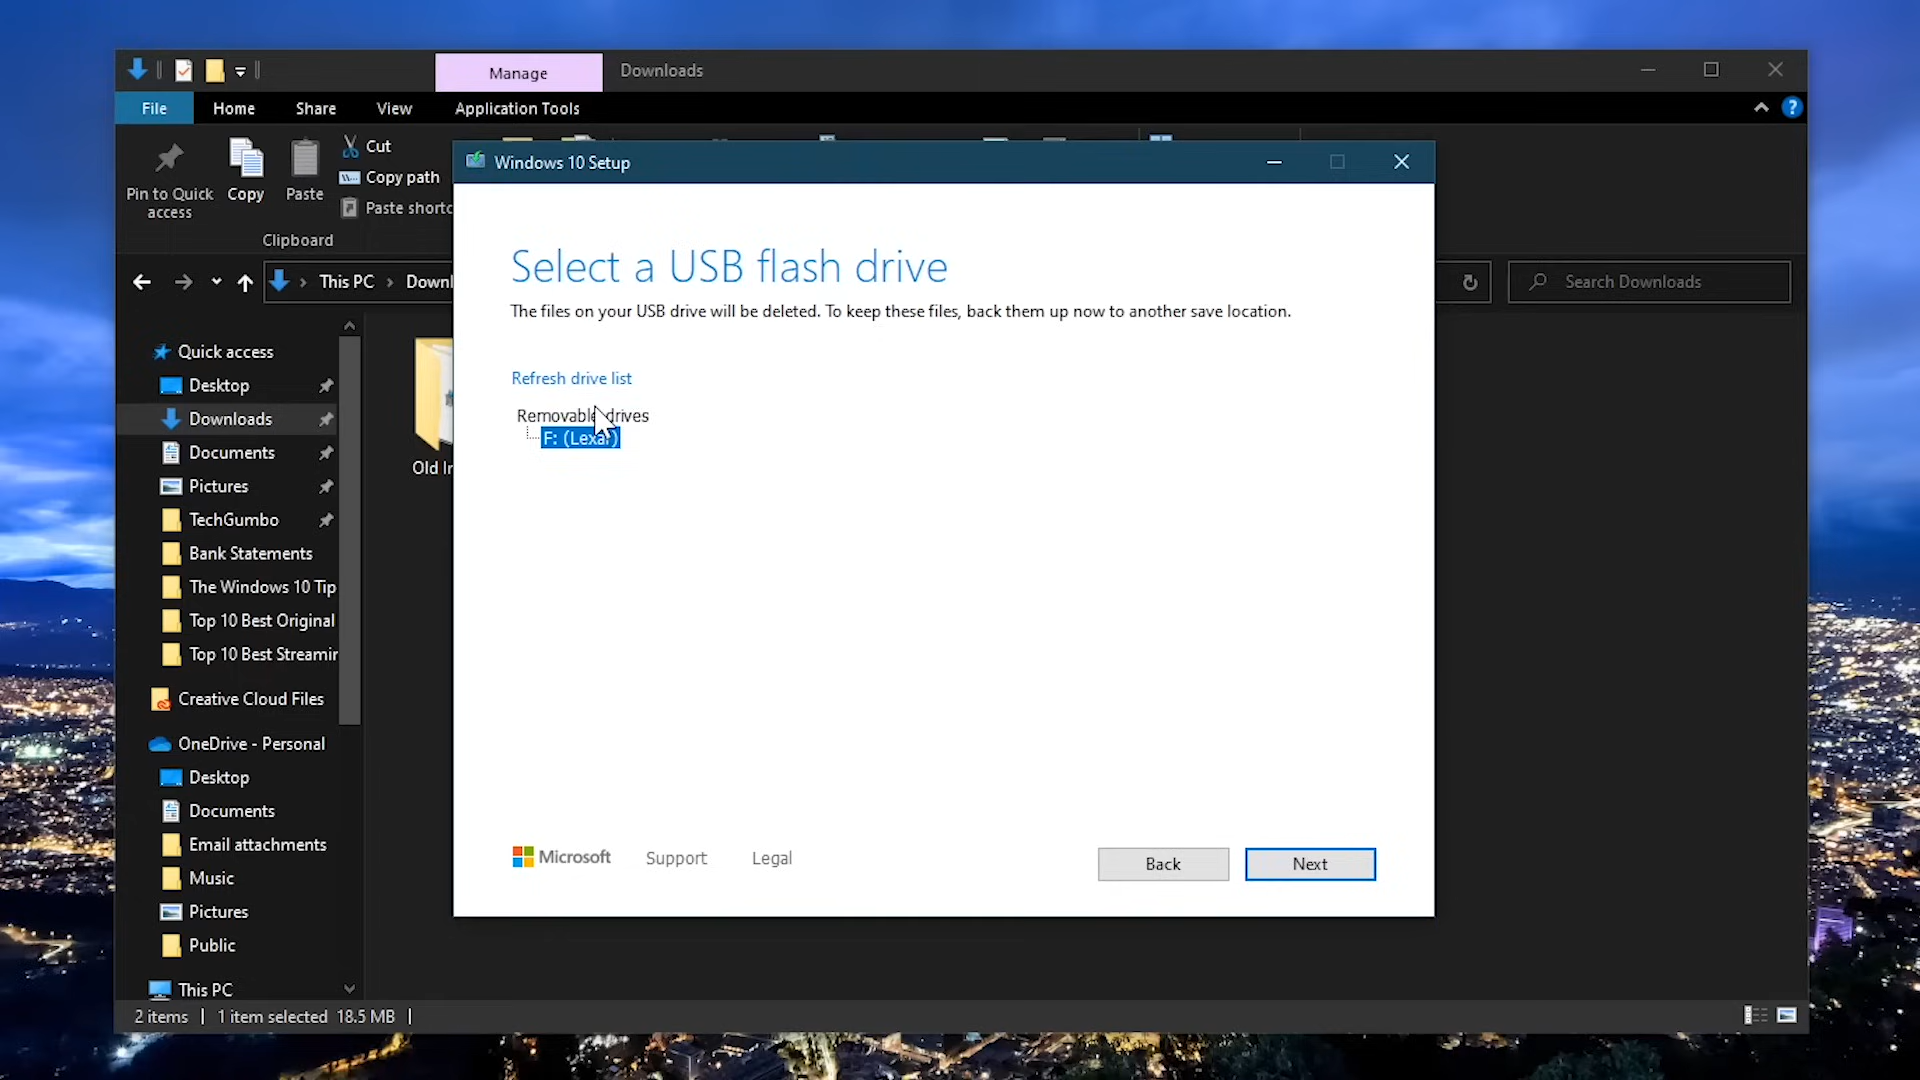 Manage
Downloads
File
Home
Share
View
Application Tools
?
Pin to Quick access
Copy
Paste
Cut
Copy path
Paste shortc
Clipboard
This PC
Downl
Search Downloads
Quick access
Desktop
Downloads
Documents
Pictures
TechGumbo
Bank Statements
The Windows 10 Tip
Top 10 Best Original
Top 10 Best Streamin
Creative Cloud Files
OneDrive - Personal
Desktop
Documents
Email attachments
Music
Pictures
Public
This PC
Old In
Windows 10 Setup
Select a USB flash drive
The files on your USB drive will be deleted. To keep these files, back them up now to another save location.
Refresh drive list
Removable drives
F: (Lexar)
Microsoft
Support
Legal
Back
Next
2 items
1 item selected 18.5 MB